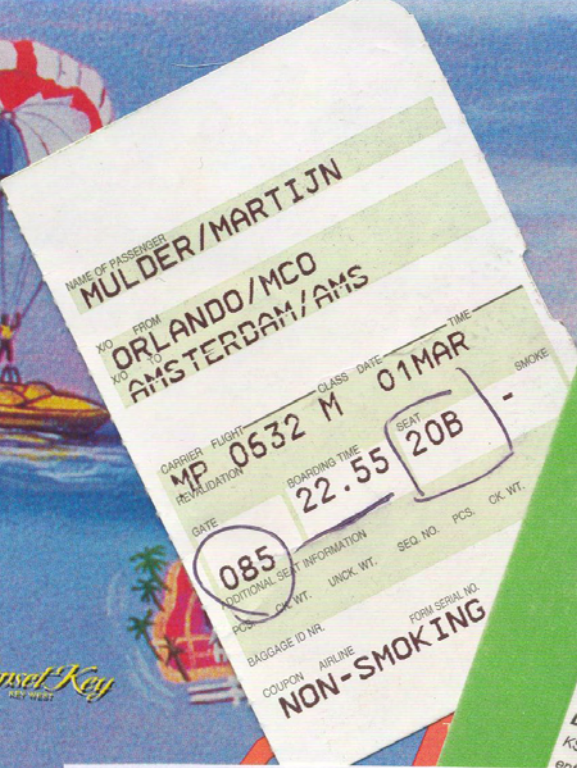 NAME OF PASSENGER
MULDER/MARTIJN
X/O FROM
ORLANDO/MCO
X/O TO
AMSTERDAM/AMS
CARRIER FLIGHT CLASS DATE TIME
MP 0632 M 01MAR
REVALIDATION
SMOKE
GATE BOARDING TIME SEAT
085 22.55 20B -
ADDITIONAL SEAT INFORMATION
PCS. CK. WT. UNCK. WT. SEQ. NO. PCS. CK. WT.
BAGGAGE ID NR.
COUPON AIRLINE FORM SERIAL NO.
NON-SMOKING
Key
KEY WEST